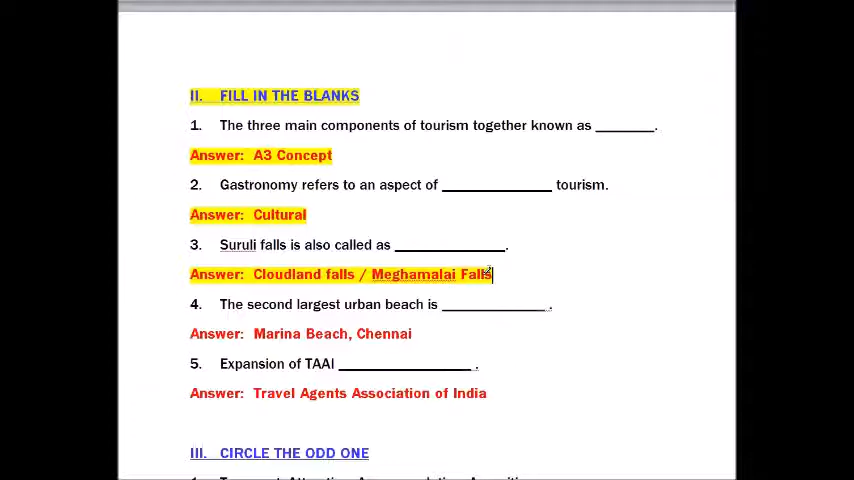 II. FILL IN THE BLANKS
1. The three main components of tourism together known as ________.
Answer: A3 Concept
2. Gastronomy refers to an aspect of _______________ tourism.
Answer: Cultural
3. Suruli falls is also called as _______________.
Answer: Cloudland falls / Meghamalai Falls
4. The second largest urban beach is ______________ .
Answer: Marina Beach, Chennai
5. Expansion of TAAI __________________ .
Answer: Travel Agents Association of India
III. CIRCLE THE ODD ONE